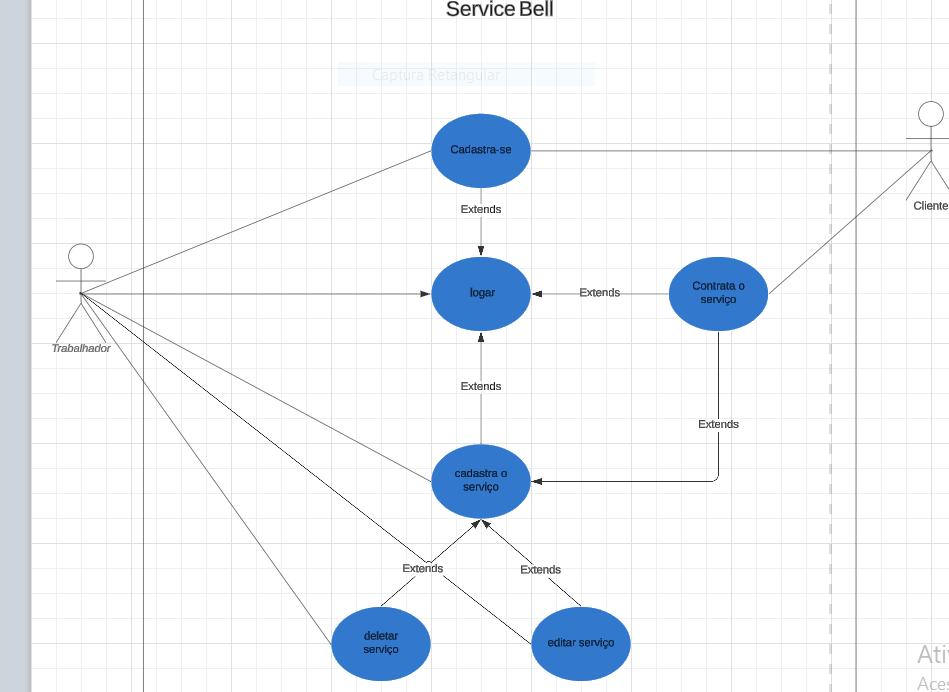 Service Bell
Captura Retangular
Cadastra-se
Extends
Cliente
logar
Extends
Contrata o
serviço
Trabalhador
Extends
Extends
cadastra o
serviço
Extends
Extends
deletar
serviço
editar serviço
Ati
Aces